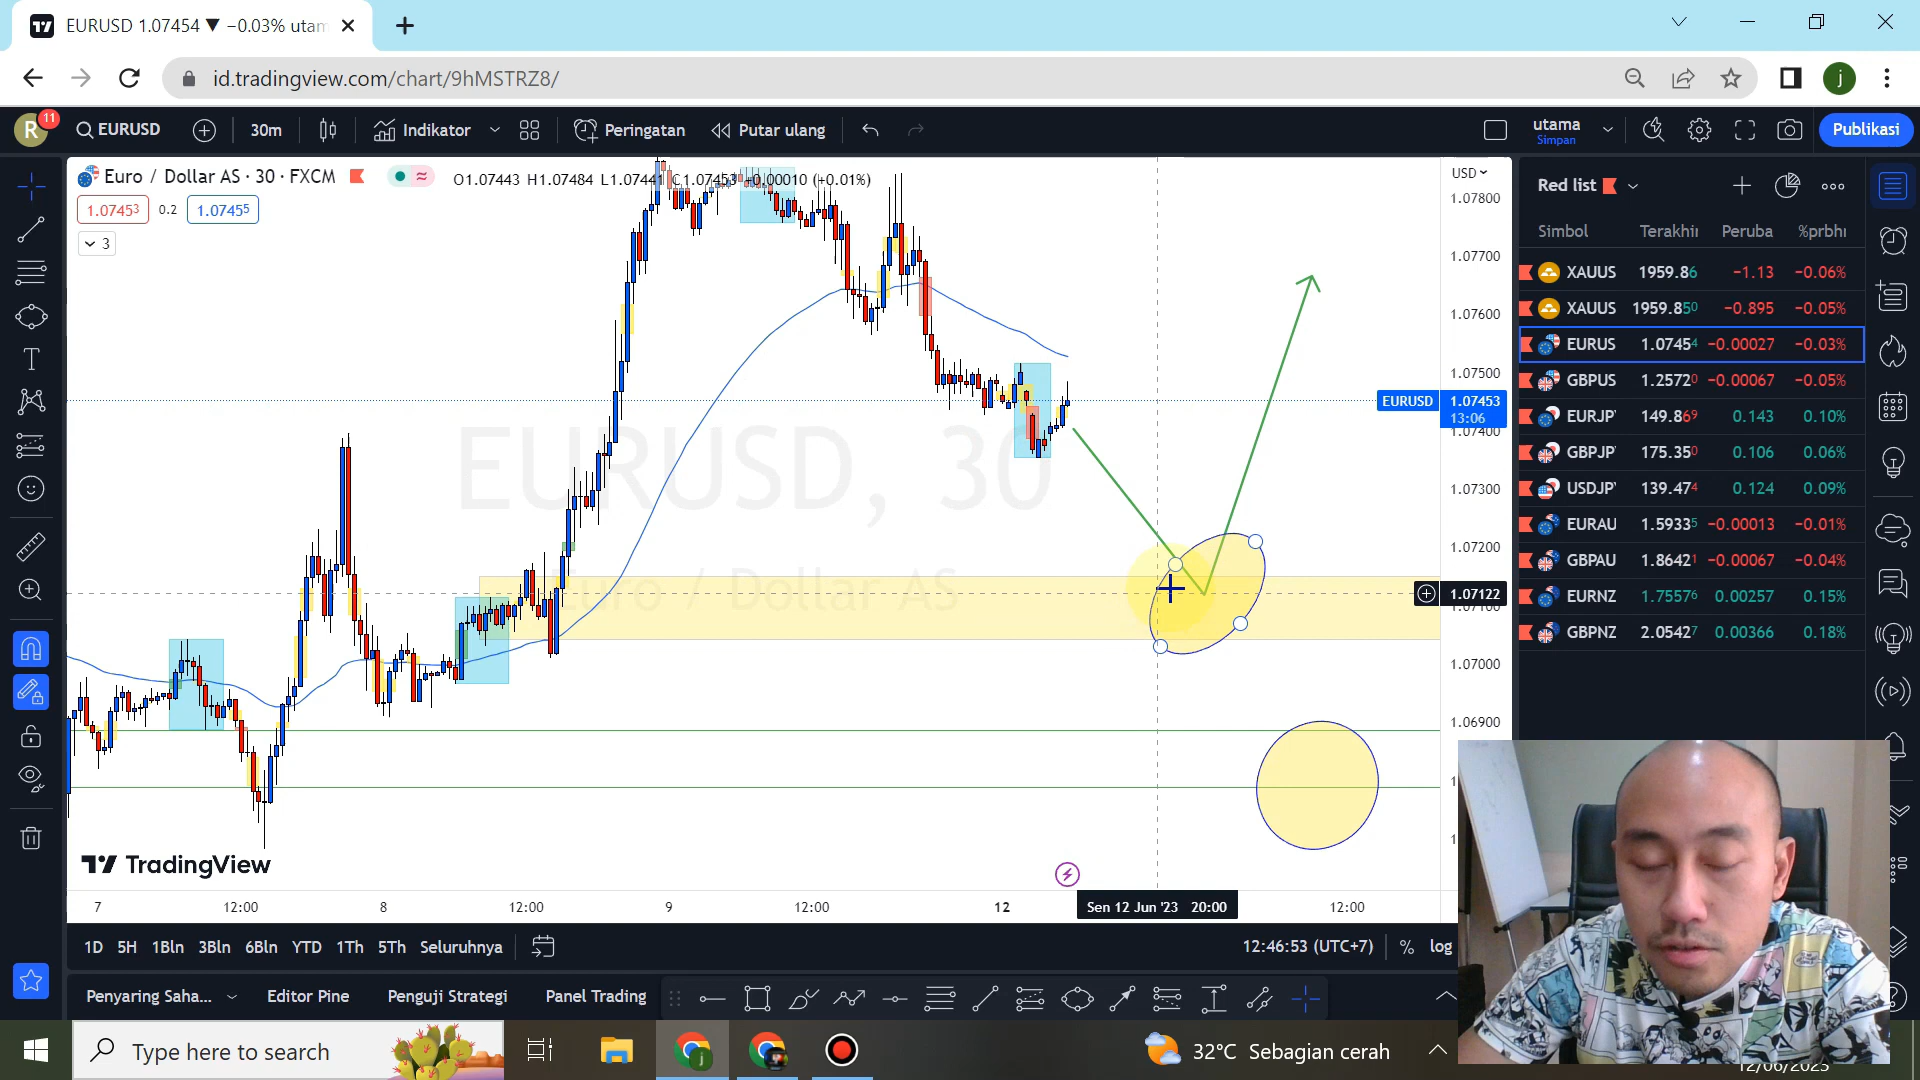 EURUSD 1.07454 ▼ −0.03% utam
id.tradingview.com/chart/9hMSTRZ8/
R
11
EURUSD
30m
Indikator
Peringatan
Putar ulang
utama
Simpan
Publikasi
Euro / Dollar AS · 30 · FXCM
O1.07443 H1.07484 L1.07441 C1.07453 +0.00010 (+0.01%)
1.07453
0.2
1.07455
3
USD
1.07800
1.07700
1.07600
1.07500
EURUSD 1.07453
13:06
1.07400
1.07300
1.07200
1.07122
1.07100
1.07000
1.06900
EURUSD, 30
Euro / Dollar AS
TradingView
7
12:00
8
12:00
9
12:00
12
Sen 12 Jun '23 20:00
12:00
1D 5H 1Bln 3Bln 6Bln YTD 1Th 5Th Seluruhnya
12:46:53 (UTC+7)
% log
Penyaring Saha...
Editor Pine
Penguji Strategi
Panel Trading
Red list
Simbol Terakhir Peruba %prbhi
XAUUS 1959.86 −1.13 −0.06%
XAUUS 1959.850 −0.895 −0.05%
EURUS 1.07454 −0.00027 −0.03%
GBPUS 1.25720 −0.00067 −0.05%
EURJP 149.869 0.143 0.10%
GBPJP 175.350 0.106 0.06%
USDJP 139.474 0.124 0.09%
EURAU 1.59335 −0.00013 −0.01%
GBPAU 1.86421 −0.00067 −0.04%
EURNZ 1.75576 0.00257 0.15%
GBPNZ 2.05427 0.00366 0.18%
Type here to search
32°C Sebagian cerah
12/06/2023